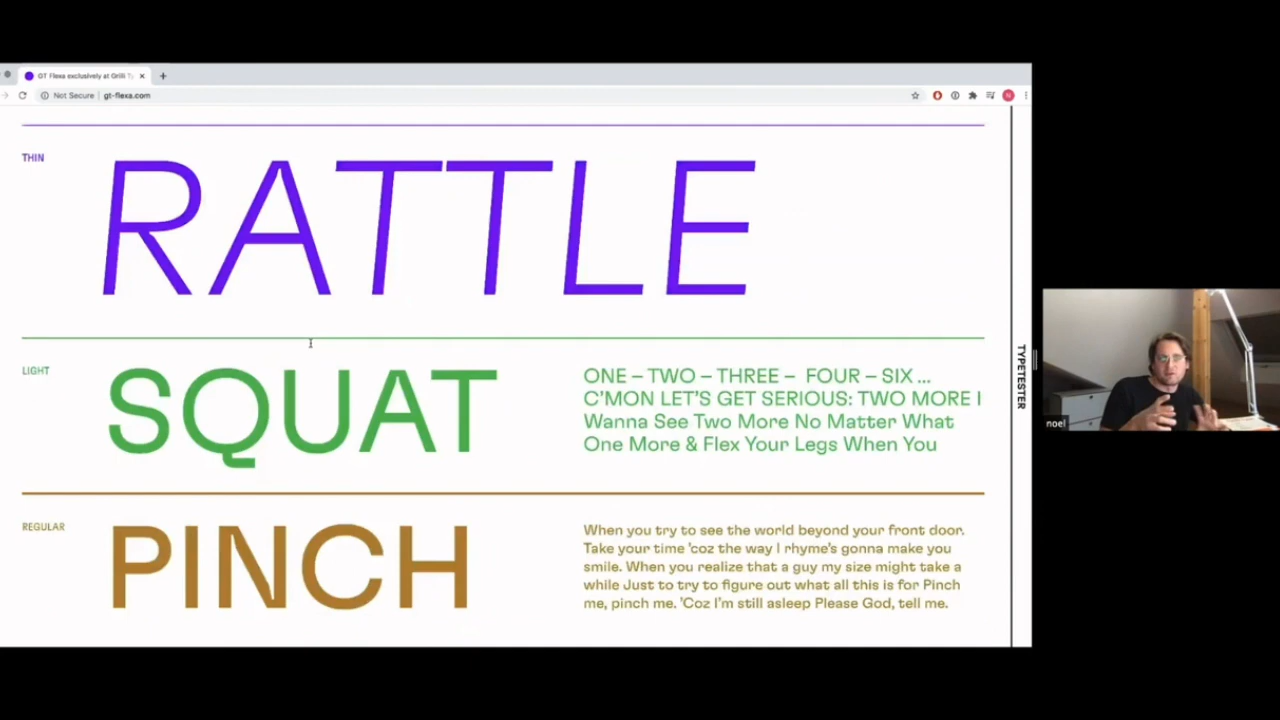 GT Flexa exclusively at Grilli Ty
Not Secure | gt-flexa.com
THIN
RATTLE
LIGHT
SQUAT
ONE – TWO – THREE – FOUR – SIX ...
C'MON LET'S GET SERIOUS: TWO MORE I
Wanna See Two More No Matter What
One More & Flex Your Legs When You
REGULAR
PINCH
When you try to see the world beyond your front door.
Take your time 'coz the way I rhyme's gonna make you
smile. When you realize that a guy my size might take a
while Just to try to figure out what all this is for Pinch
me, pinch me. 'Coz I'm still asleep Please God, tell me.
TYPETESTER
noel